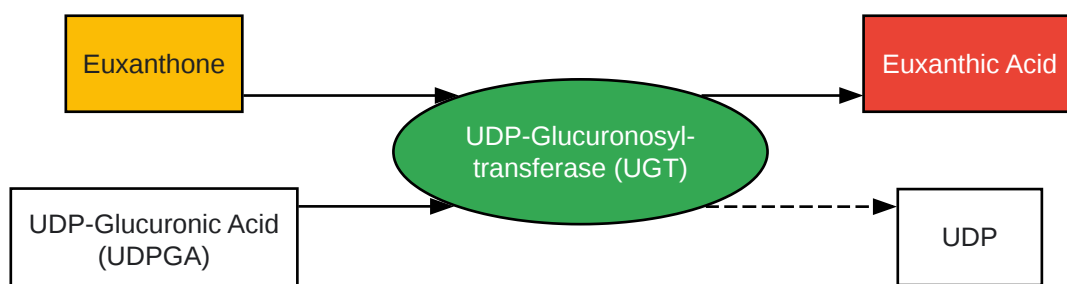 Euxanthone
Euxanthic Acid
UDP-Glucuronosyl-
transferase (UGT)
UDP-Glucuronic Acid
(UDPGA)
UDP